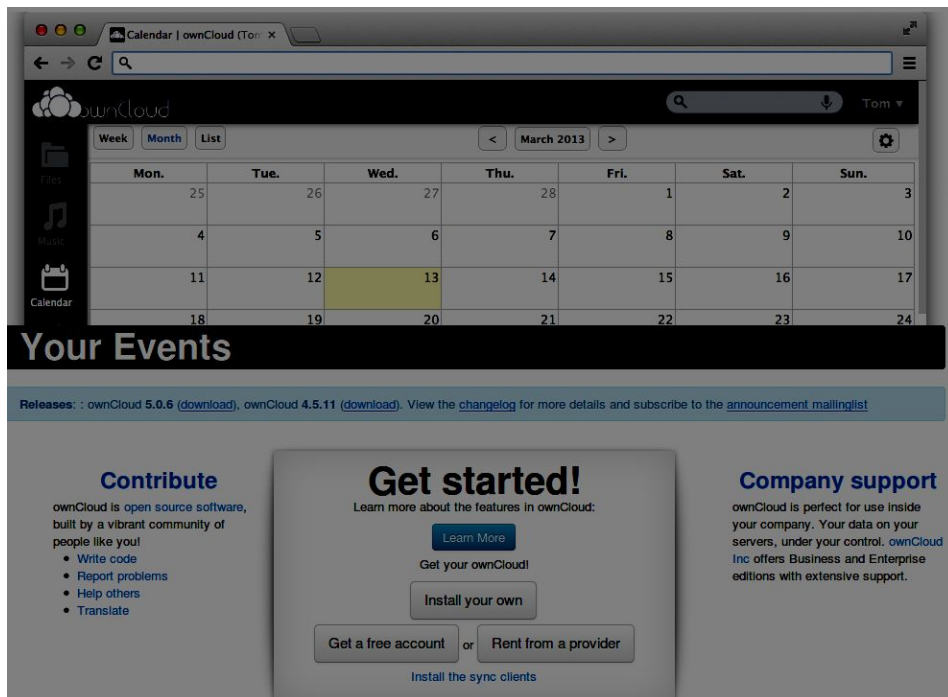 Calendar | ownCloud (Tom
ownCloud
Tom
Week Month List < March 2013 >
Files
Mon. Tue. Wed. Thu. Fri. Sat. Sun.
25 26 27 28 1 2 3
Music
4 5 6 7 8 9 10
Calendar
11 12 13 14 15 16 17
18 19 20 21 22 23 24
Your Events
Releases: : ownCloud 5.0.6 (download), ownCloud 4.5.11 (download). View the changelog for more details and subscribe to the announcement mailinglist
Contribute
ownCloud is open source software,
built by a vibrant community of
people like you!
• Write code
• Report problems
• Help others
• Translate
Get started!
Learn more about the features in ownCloud:
Learn More
Get your ownCloud!
Install your own
Get a free account or Rent from a provider
Install the sync clients
Company support
ownCloud is perfect for use inside
your company. Your data on your
servers, under your control. ownCloud
Inc offers Business and Enterprise
editions with extensive support.